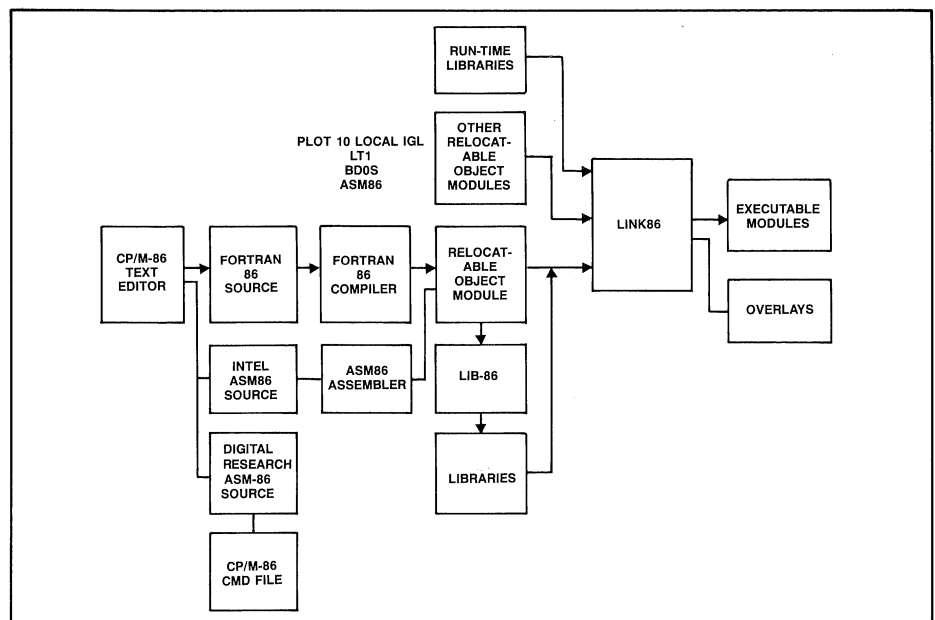 RUN-TIME
LIBRARIES
PLOT 10 LOCAL IGL
LT1
BD0S
ASM86
OTHER
RELOCAT-
ABLE
OBJECT
MODULES
LINK86
EXECUTABLE
MODULES
OVERLAYS
CP/M-86
TEXT
EDITOR
FORTRAN
86
SOURCE
FORTRAN
86
COMPILER
RELOCAT-
ABLE
OBJECT
MODULE
INTEL
ASM86
SOURCE
ASM86
ASSEMBLER
LIB-86
DIGITAL
RESEARCH
ASM-86
SOURCE
LIBRARIES
CP/M-86
CMD FILE